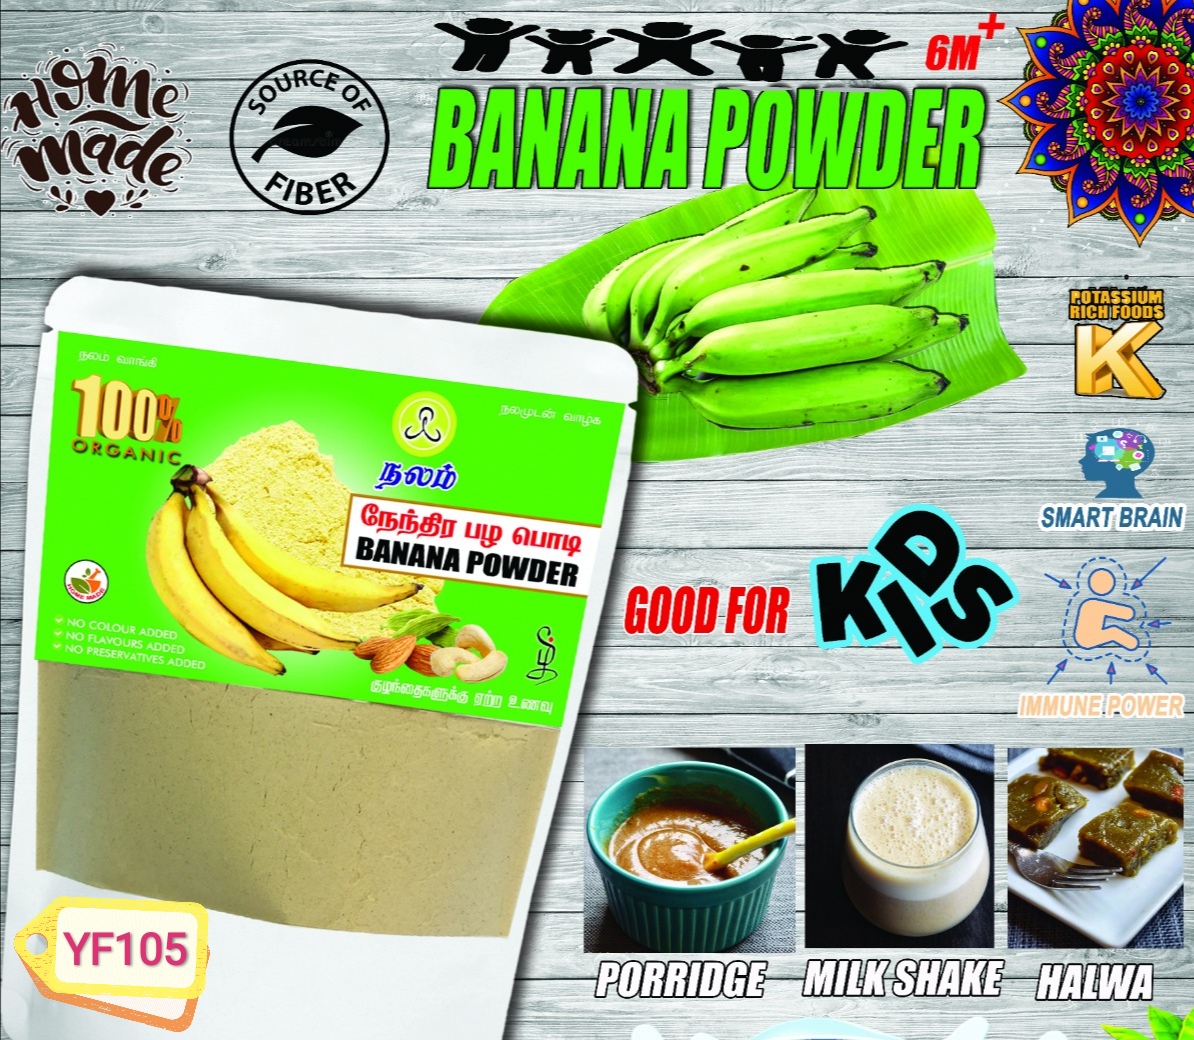 Home
made
SOURCE OF
FIBER
6M+
BANANA POWDER
POTASSIUM
RICH FOODS
K
SMART BRAIN
IMMUNE POWER
GOOD FOR
KIDS
நலம் வாங்கி
நலமுடன் வாழ்க
100%
ORGANIC
நலம்
நேந்திர பழ பொடி
BANANA POWDER
HOME MADE
NO COLOUR ADDED
NO FLAVOURS ADDED
NO PRESERVATIVES ADDED
குழந்தைகளுக்கு ஏற்ற உணவு
YF105
PORRIDGE
MILK SHAKE
HALWA